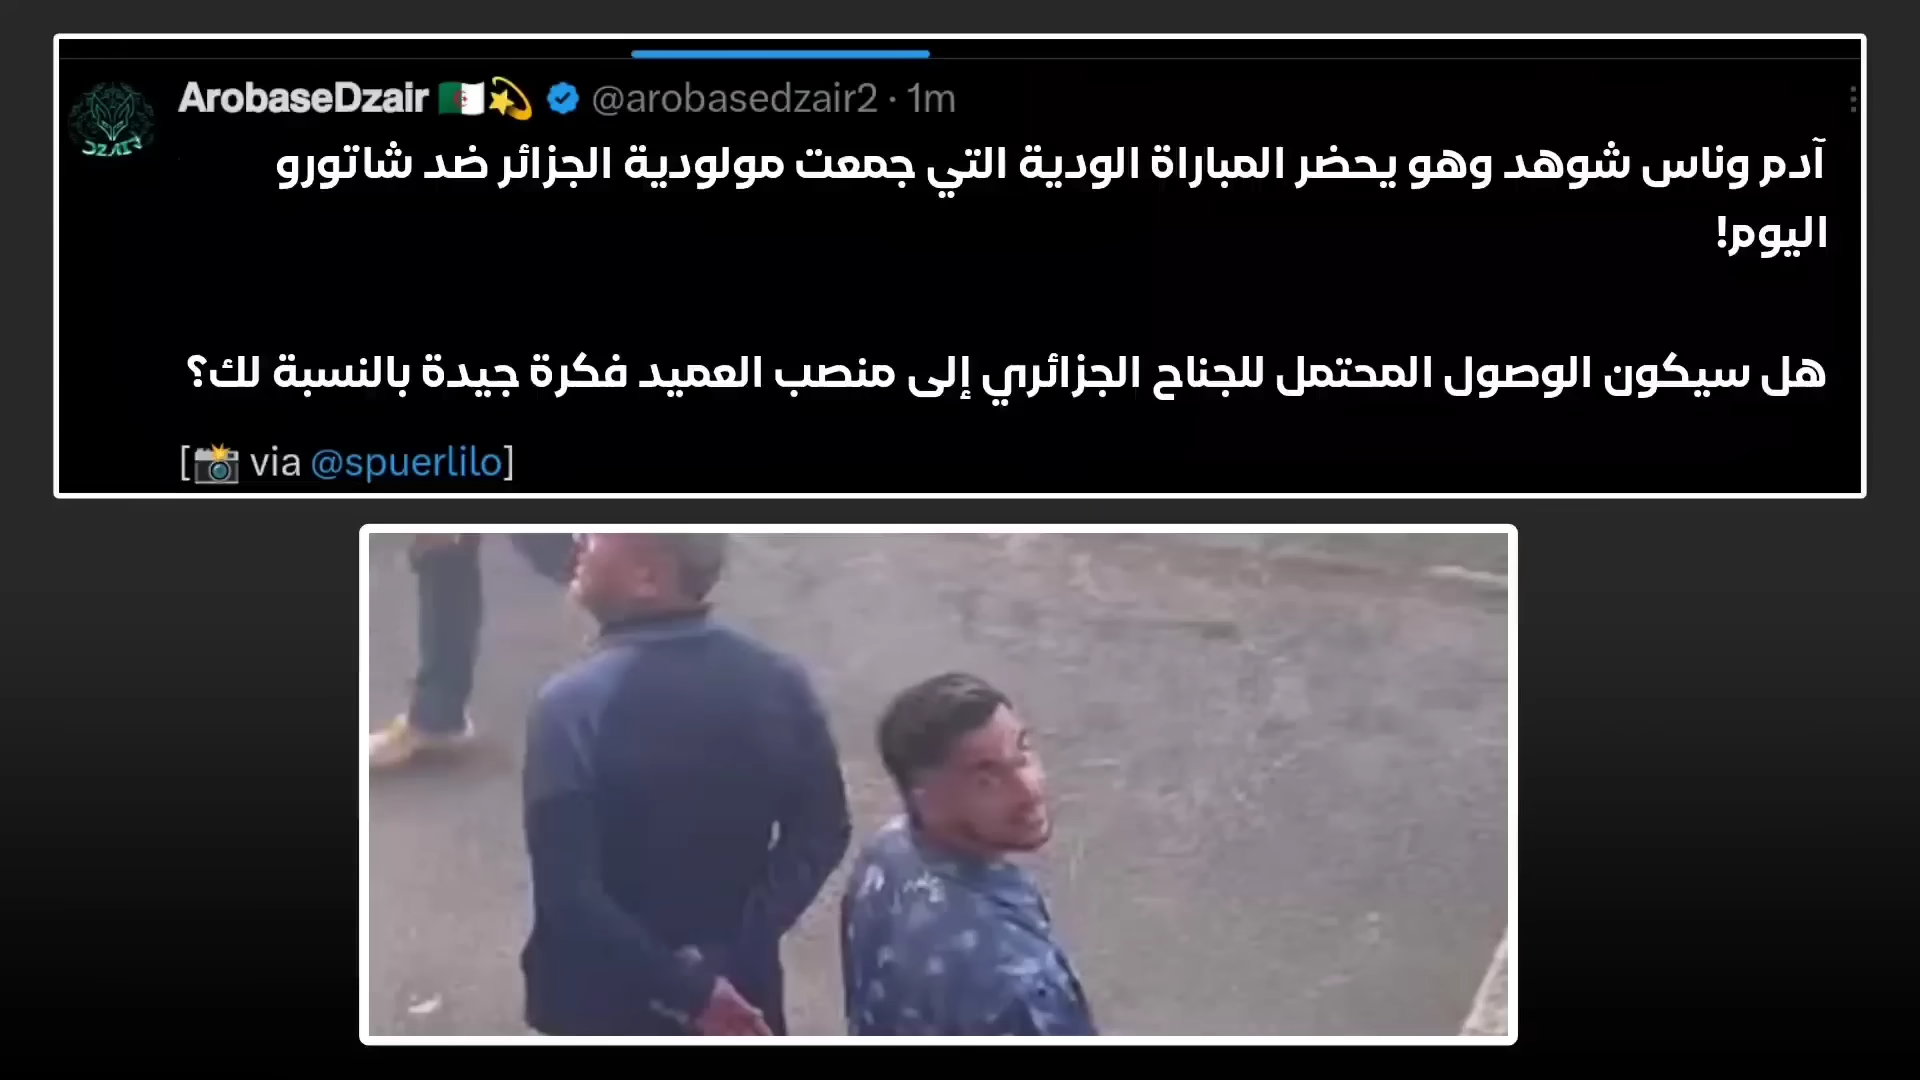 ArobaseDzair 🇩🇿💫 @arobasedzair2 · 1m
آدم وناس شوهد وهو يحضر المباراة الودية التي جمعت مولودية الجزائر ضد شاتورو
اليوم!
هل سيكون الوصول المحتمل للجناح الجزائري إلى منصب العميد فكرة جيدة بالنسبة لك؟
[📸 via @spuerlilo]